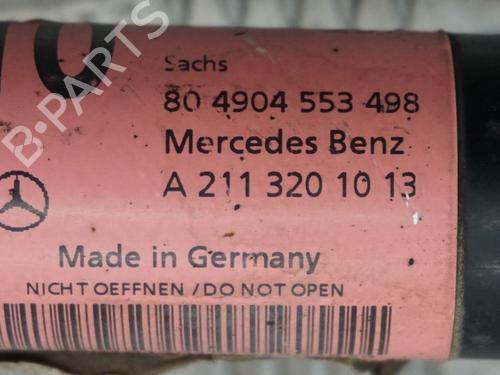 Sachs
80 4904 553 498
Mercedes Benz
A 211 320 10 13
Made in Germany
NICHT OEFFNEN / DO NOT OPEN
B-PARTS